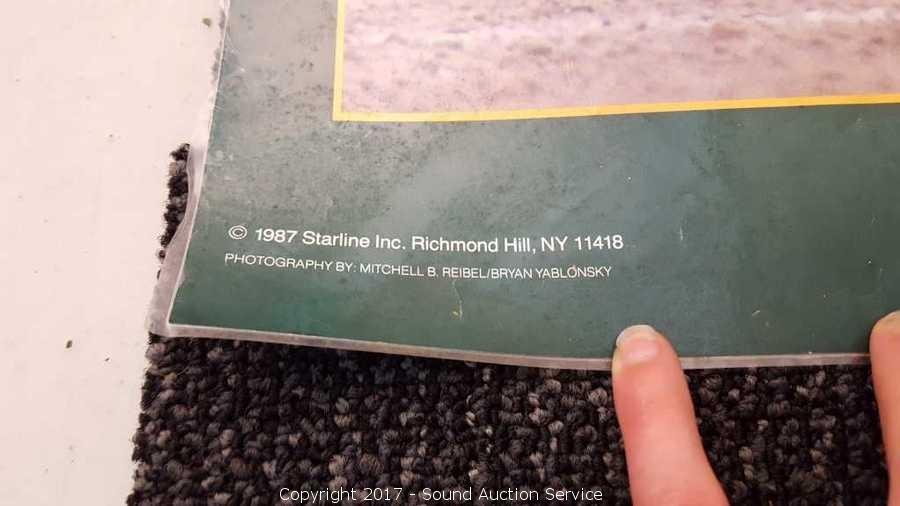 © 1987 Starline Inc. Richmond Hill, NY 11418
PHOTOGRAPHY BY: MITCHELL B. REIBEL/BRYAN YABLONSKY
Copyright 2017 - Sound Auction Service